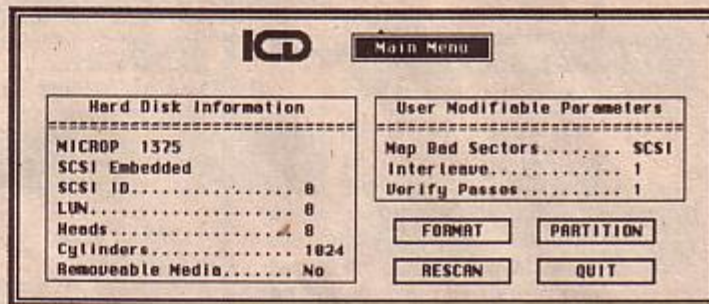 ICD Main Menu
Hard Disk Information
MICROP 1375
SCSI Embedded
SCSI ID................. 0
LUN..................... 0
Heads................... 8
Cylinders............... 1024
Removeable Media....... No
User Modifiable Parameters
Map Bad Sectors........ SCSI
Interleave............. 1
Verify Passes.......... 1
FORMAT PARTITION
RESCAN QUIT